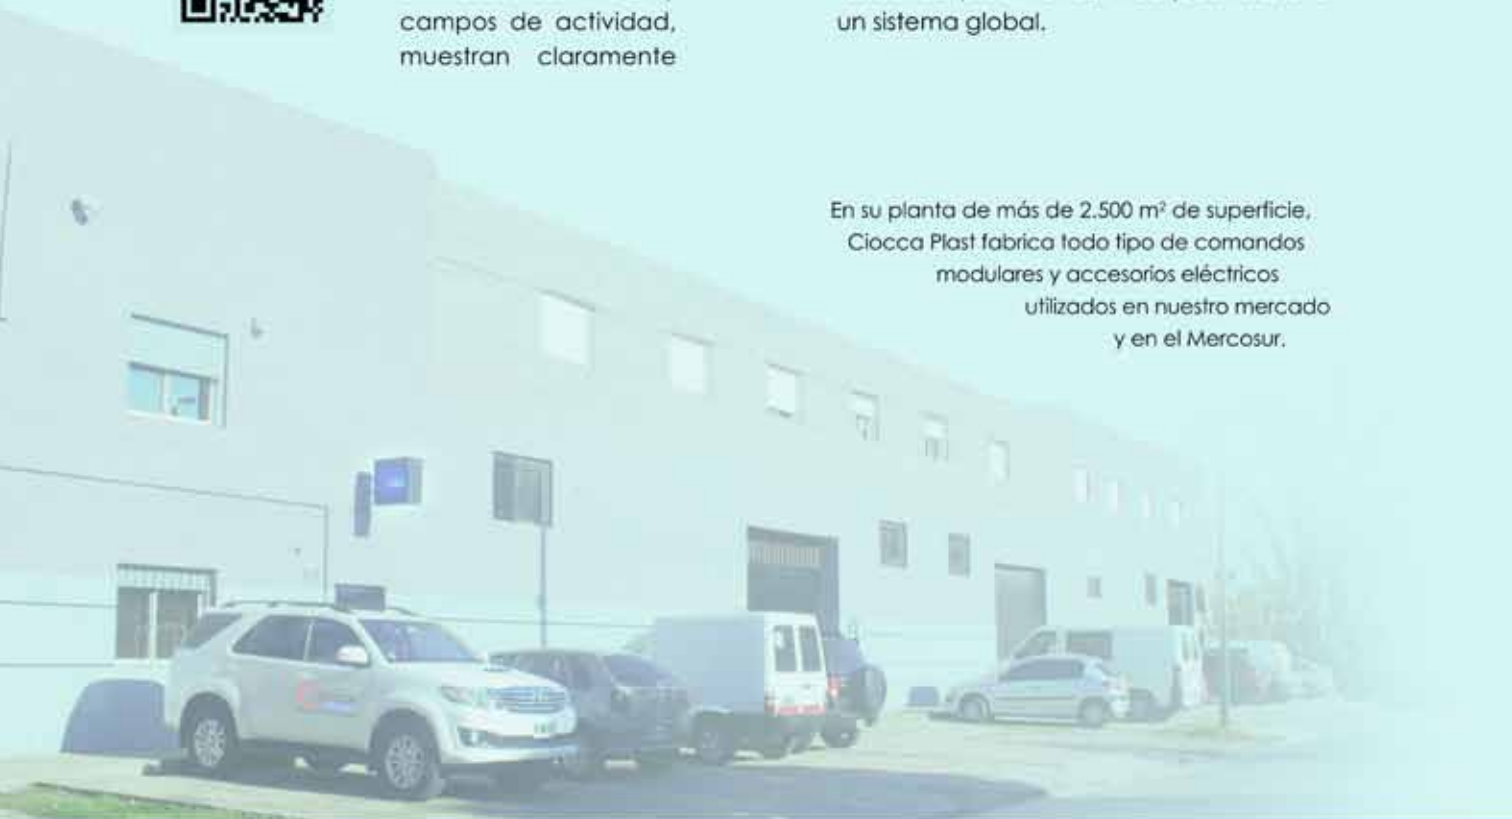 campos de actividad,
muestran claramente
un sistema global.
En su planta de más de 2.500 m² de superficie,
Ciocca Plast fabrica todo tipo de comandos
modulares y accesorios eléctricos
utilizados en nuestro mercado
y en el Mercosur.